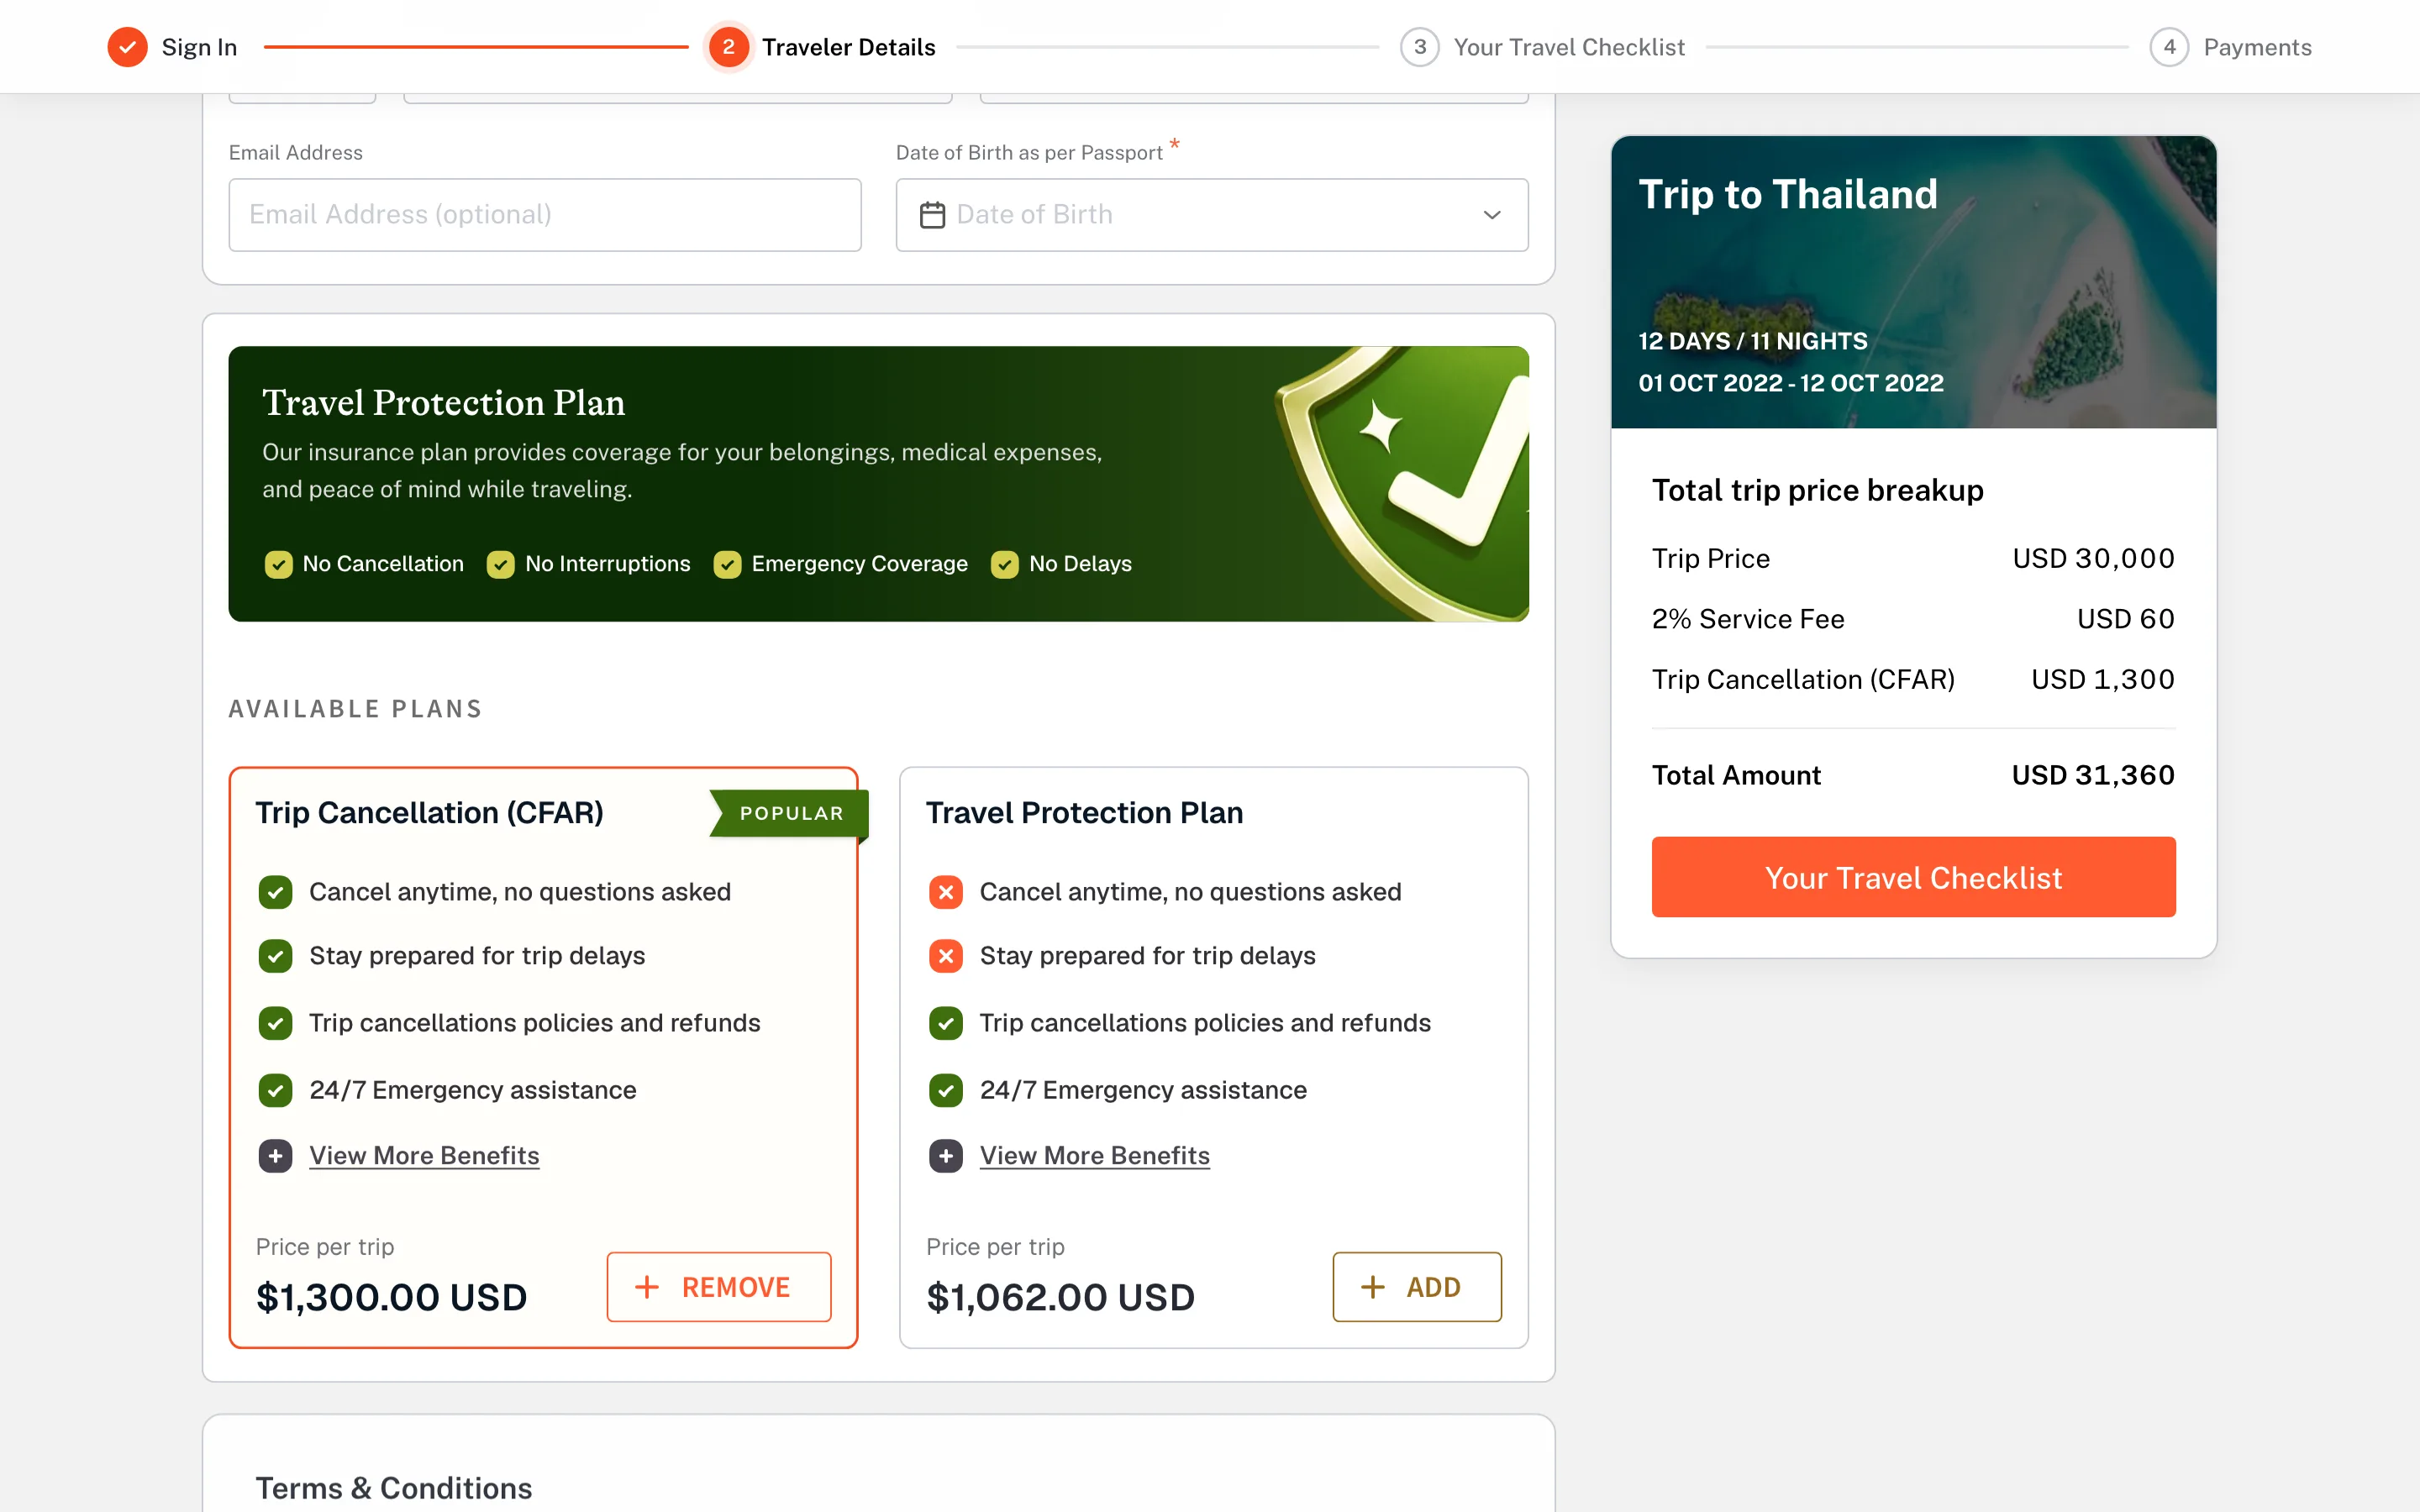 Sign In
2 Traveler Details
3 Your Travel Checklist
4 Payments
Email Address
Date of Birth as per Passport *
Email Address (optional)
Date of Birth
Travel Protection Plan
Our insurance plan provides coverage for your belongings, medical expenses,
and peace of mind while traveling.
No Cancellation
No Interruptions
Emergency Coverage
No Delays
AVAILABLE PLANS
Trip Cancellation (CFAR)
POPULAR
Cancel anytime, no questions asked
Stay prepared for trip delays
Trip cancellations policies and refunds
24/7 Emergency assistance
View More Benefits
Price per trip
$1,300.00 USD
REMOVE
Travel Protection Plan
Cancel anytime, no questions asked
Stay prepared for trip delays
Trip cancellations policies and refunds
24/7 Emergency assistance
View More Benefits
Price per trip
$1,062.00 USD
ADD
Terms & Conditions
Trip to Thailand
12 DAYS / 11 NIGHTS
01 OCT 2022 - 12 OCT 2022
Total trip price breakup
Trip Price USD 30,000
2% Service Fee USD 60
Trip Cancellation (CFAR) USD 1,300
Total Amount USD 31,360
Your Travel Checklist